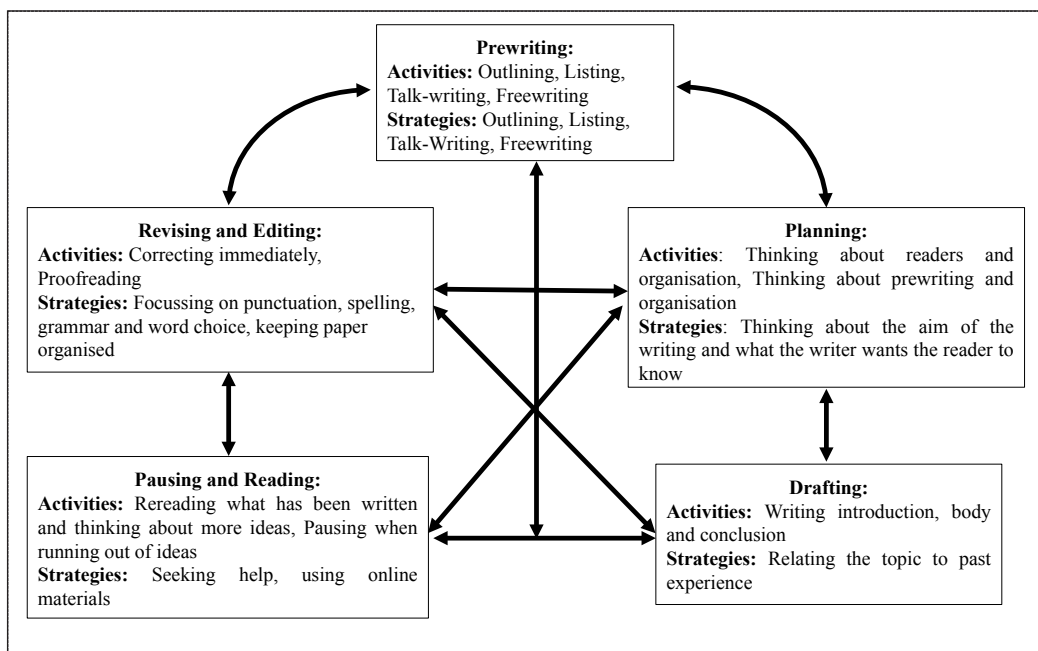 Prewriting:
Activities: Outlining, Listing,
Talk-writing, Freewriting
Strategies: Outlining, Listing,
Talk-Writing, Freewriting
Revising and Editing:
Activities: Correcting immediately,
Proofreading
Strategies: Focussing on punctuation, spelling,
grammar and word choice, keeping paper
organised
Planning:
Activities: Thinking about readers and
organisation, Thinking about prewriting and
organisation
Strategies: Thinking about the aim of the
writing and what the writer wants the reader to
know
Pausing and Reading:
Activities: Rereading what has been written
and thinking about more ideas, Pausing when
running out of ideas
Strategies: Seeking help, using online
materials
Drafting:
Activities: Writing introduction, body
and conclusion
Strategies: Relating the topic to past
experience